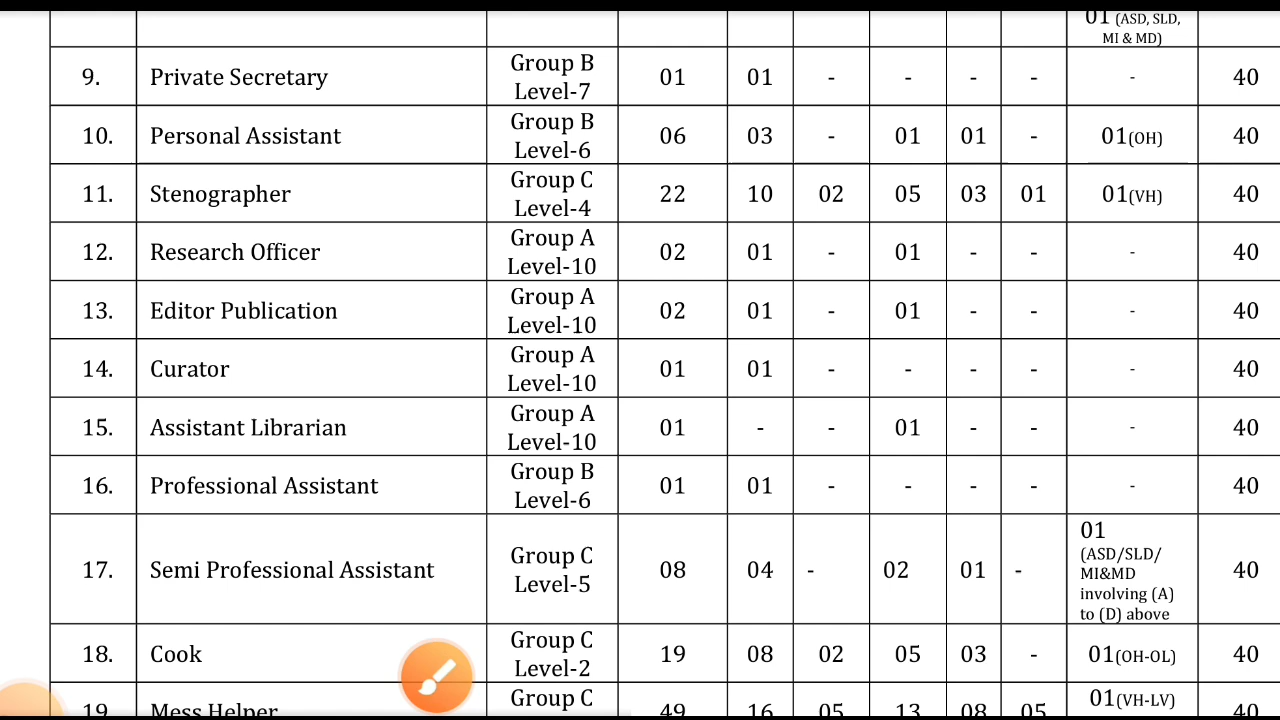 01 (ASD, SLD,
MI & MD)
9. Private Secretary Group B Level-7 01 01 - - - - - 40
10. Personal Assistant Group B Level-6 06 03 - 01 01 - 01(OH) 40
11. Stenographer Group C Level-4 22 10 02 05 03 01 01(VH) 40
12. Research Officer Group A Level-10 02 01 - 01 - - - 40
13. Editor Publication Group A Level-10 02 01 - 01 - - - 40
14. Curator Group A Level-10 01 01 - - - - - 40
15. Assistant Librarian Group A Level-10 01 - - 01 - - - 40
16. Professional Assistant Group B Level-6 01 01 - - - - - 40
17. Semi Professional Assistant Group C Level-5 08 04 - 02 01 - 01 (ASD/SLD/ MI&MD involving (A) to (D) above 40
18. Cook Group C Level-2 19 08 02 05 03 - 01(OH-OL) 40
19. Mess Helper Group C 49 16 05 13 08 05 01(VH-LV) 40